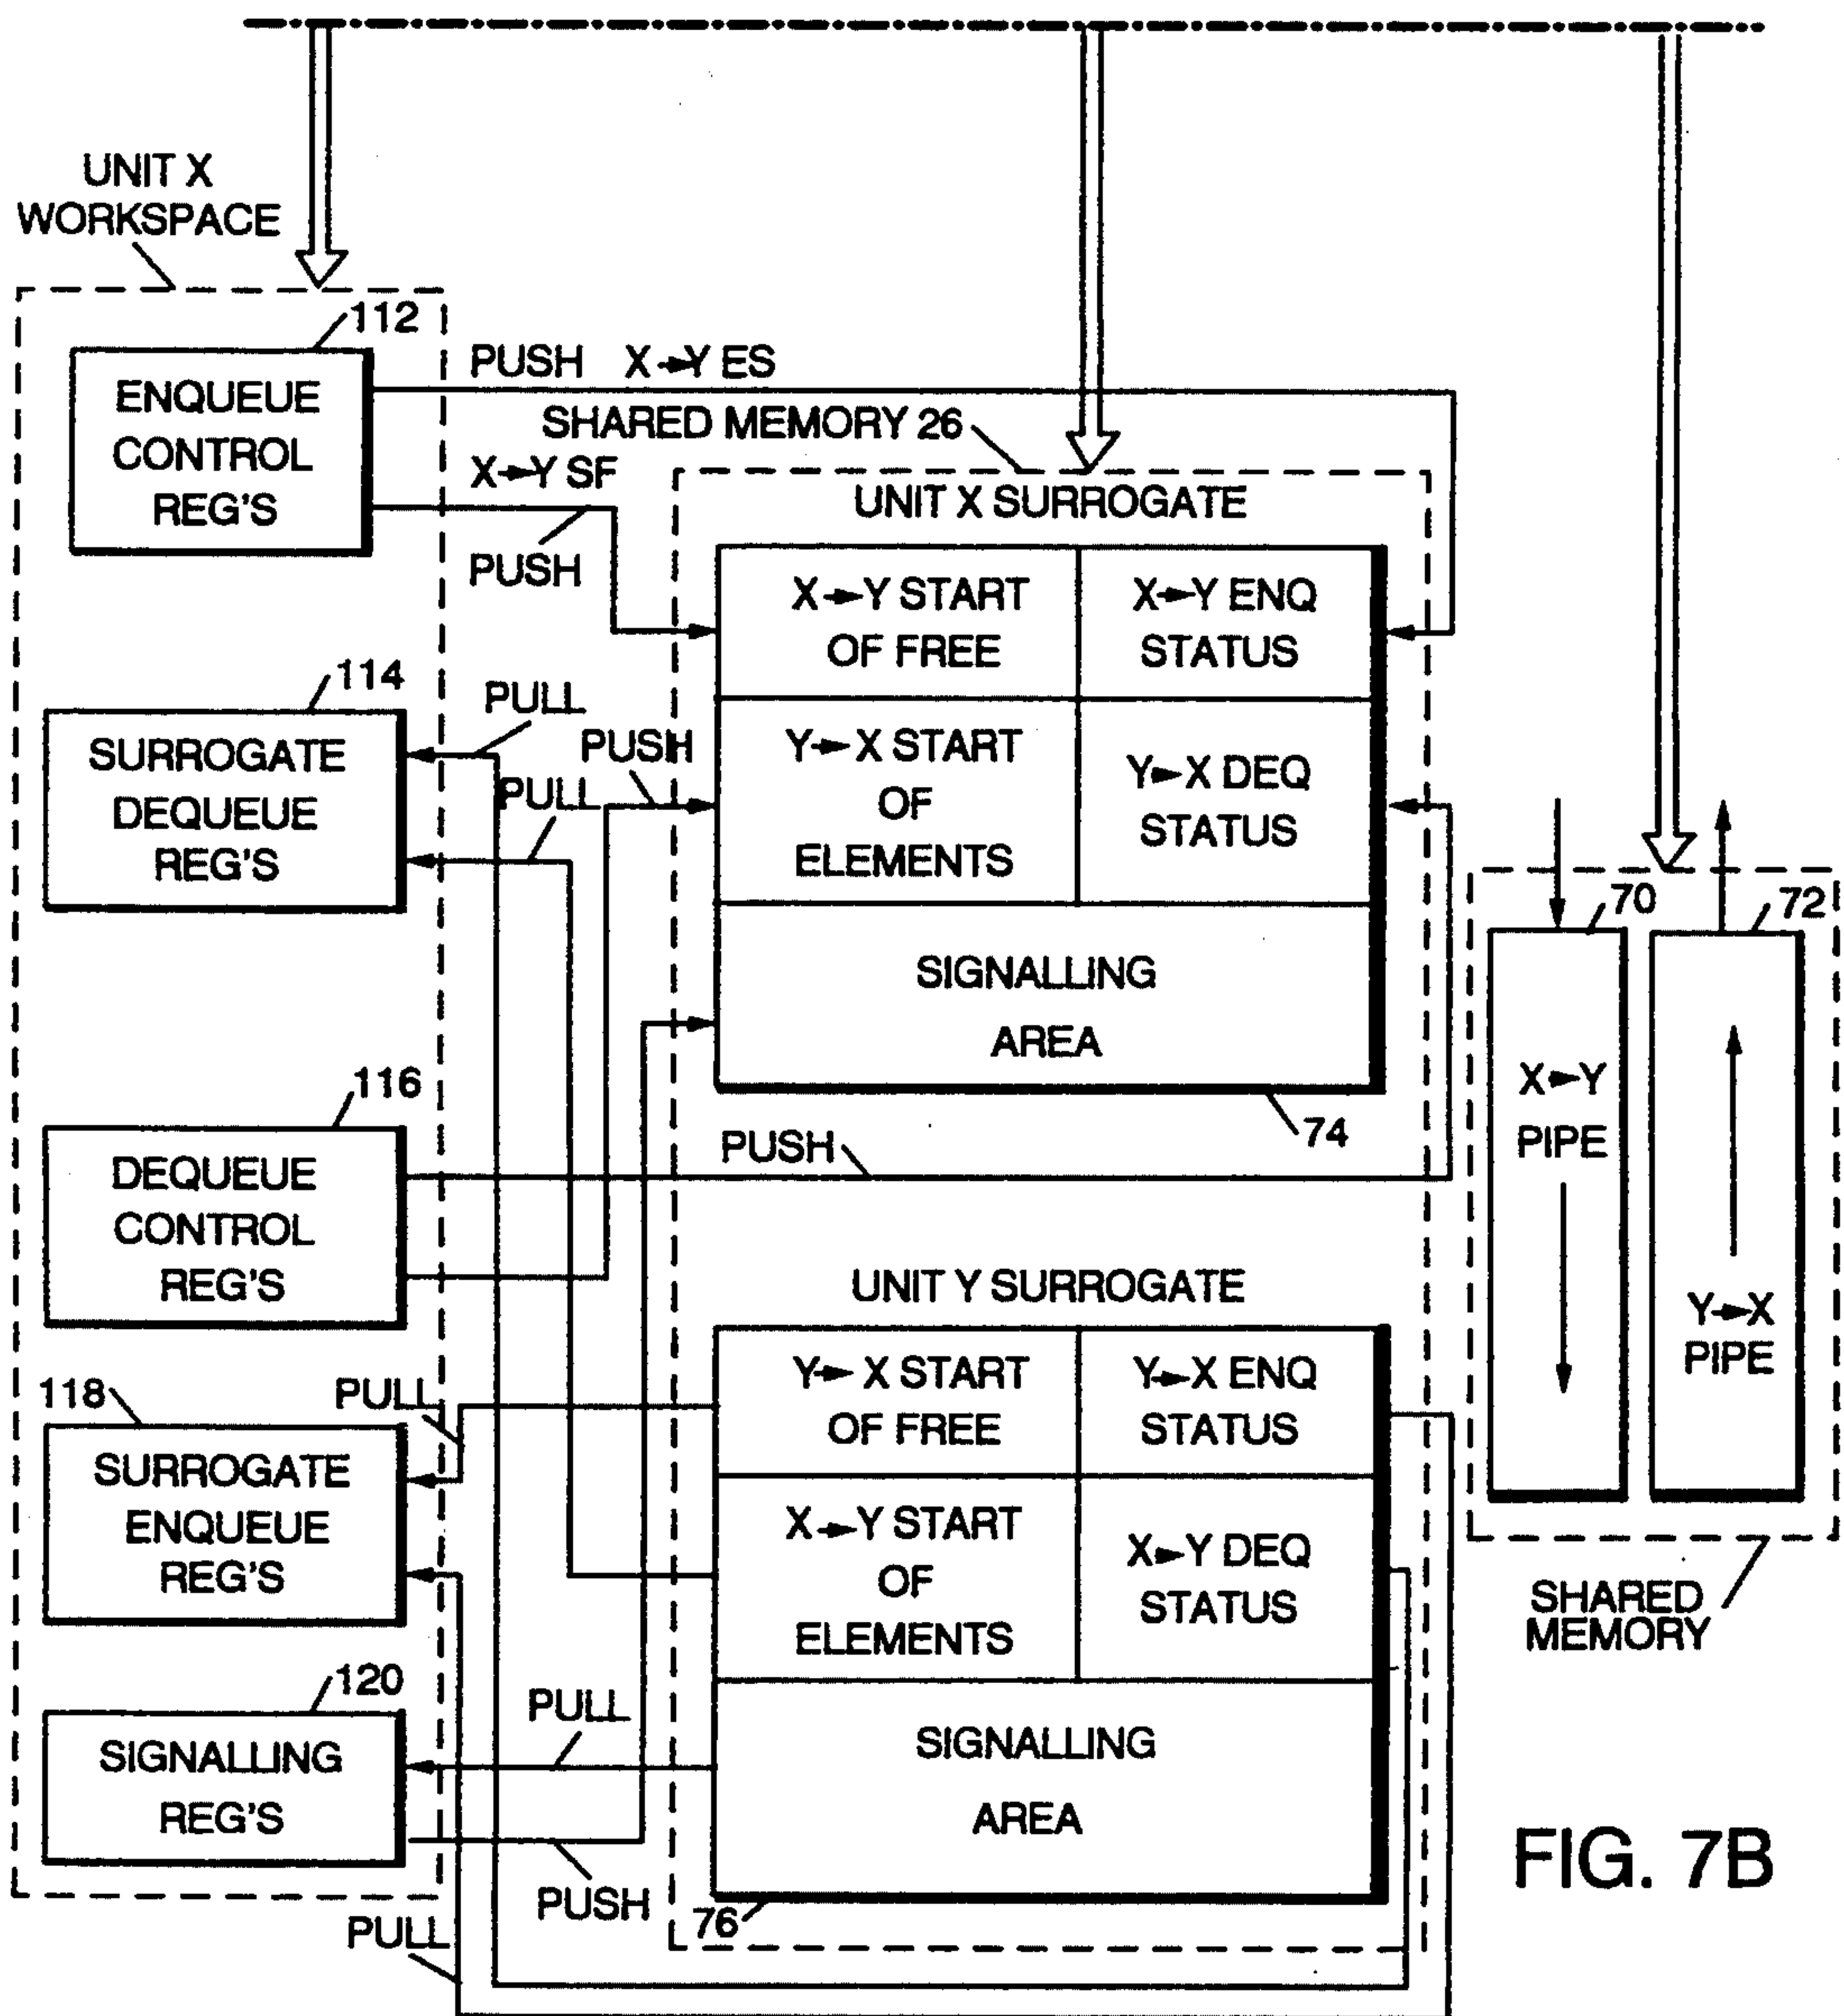 UNIT X
WORKSPACE
112
ENQUEUE
CONTROL
REG'S
PUSH X→Y ES
SHARED MEMORY 26
X→Y SF
PUSH
114
SURROGATE
DEQUEUE
REG'S
PULL
PUSH
PULL
116
DEQUEUE
CONTROL
REG'S
PUSH
118
SURROGATE
ENQUEUE
REG'S
PULL
120
SIGNALLING
REG'S
PULL
PUSH
PULL
UNIT X SURROGATE
X→Y START
OF FREE
X→Y ENQ
STATUS
Y→X START
OF
ELEMENTS
Y→X DEQ
STATUS
SIGNALLING
AREA
74
UNIT Y SURROGATE
Y→X START
OF FREE
Y→X ENQ
STATUS
X→Y START
OF
ELEMENTS
X→Y DEQ
STATUS
SIGNALLING
AREA
76
70
X→Y
PIPE
72
Y→X
PIPE
SHARED
MEMORY
FIG. 7B